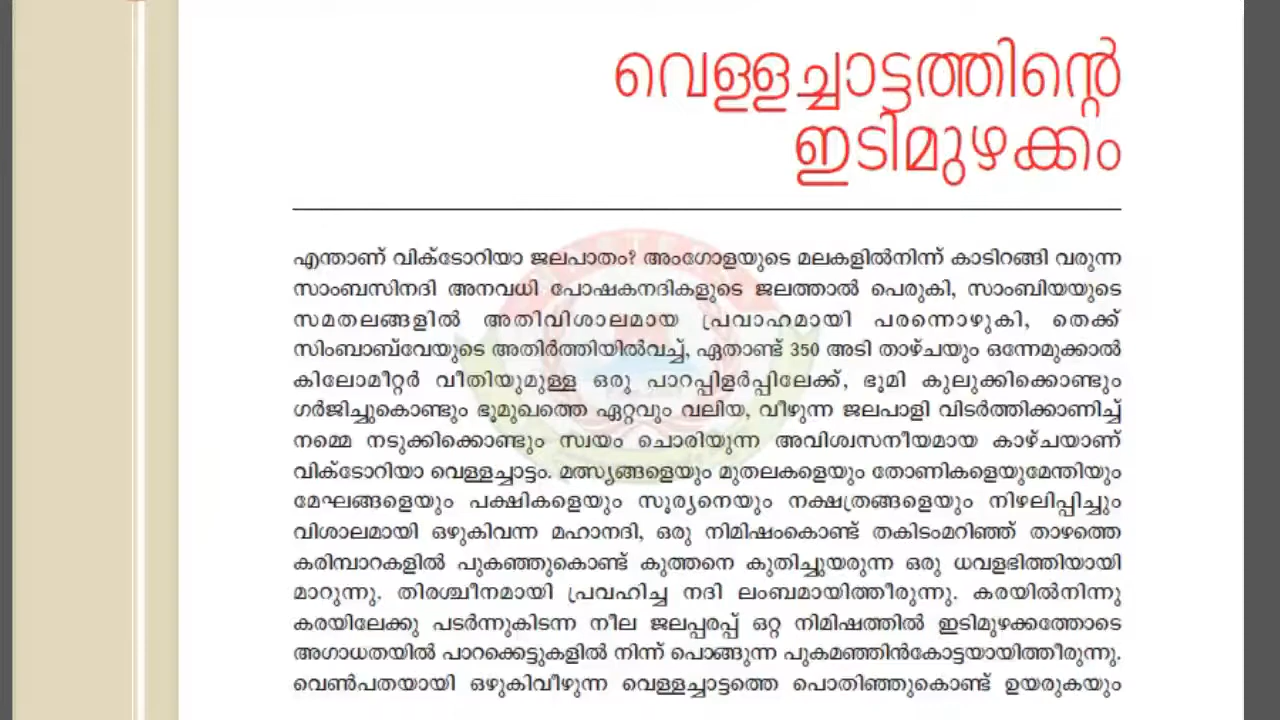 വെള്ളച്ചാട്ടത്തിന്റെ
ഇടിമുഴക്കം
എന്താണ് വിക്ടോറിയാ ജലപാതം? അംഗോളയുടെ മലകളിൽനിന്ന് കാടിറങ്ങി വരുന്ന
സാംബസിനദി അനവധി പോഷകനദികളുടെ ജലത്താൽ പെരുകി, സാംബിയയുടെ
സമതലങ്ങളിൽ അതിവിശാലമായ പ്രവാഹമായി പരന്നൊഴുകി, തെക്ക്
സിംബാബ്‌വേയുടെ അതിർത്തിയിൽവച്ച്, ഏതാണ്ട് 350 അടി താഴ്ചയും ഒന്നേമുക്കാൽ
കിലോമീറ്റർ വീതിയുമുള്ള ഒരു പാറപ്പിളർപ്പിലേക്ക്, ഭൂമി കുലുക്കിക്കൊണ്ടും
ഗർജിച്ചുകൊണ്ടും ഭൂമുഖത്തെ ഏറ്റവും വലിയ, വീഴുന്ന ജലപാളി വിടർത്തിക്കാണിച്ച്
നമ്മെ നടുക്കിക്കൊണ്ടും സ്വയം ചൊരിയുന്ന അവിശ്വസനീയമായ കാഴ്ചയാണ്
വിക്ടോറിയാ വെള്ളച്ചാട്ടം. മത്സ്യങ്ങളെയും മുതലകളെയും തോണികളെയുമേന്തിയും
മേഘങ്ങളെയും പക്ഷികളെയും സൂര്യനെയും നക്ഷത്രങ്ങളെയും നിഴലിപ്പിച്ചും
വിശാലമായി ഒഴുകിവന്ന മഹാനദി, ഒരു നിമിഷംകൊണ്ട് തകിടംമറിഞ്ഞ് താഴത്തെ
കരിമ്പാറകളിൽ പുകഞ്ഞുകൊണ്ട് കുത്തനെ കുതിച്ചുയരുന്ന ഒരു ധവളഭിത്തിയായി
മാറുന്നു. തിരശ്ചീനമായി പ്രവഹിച്ച നദി ലംബമായിത്തീരുന്നു. കരയിൽനിന്നു
കരയിലേക്കു പടർന്നുകിടന്ന നീല ജലപ്പരപ്പ് ഒറ്റ നിമിഷത്തിൽ ഇടിമുഴക്കത്തോടെ
അഗാധതയിൽ പാറക്കെട്ടുകളിൽ നിന്ന് പൊങ്ങുന്ന പുകമഞ്ഞിൻകോട്ടയായിത്തീരുന്നു.
വെൺപതയായി ഒഴുകിവീഴുന്ന വെള്ളച്ചാട്ടത്തെ പൊതിഞ്ഞുകൊണ്ട് ഉയരുകയും